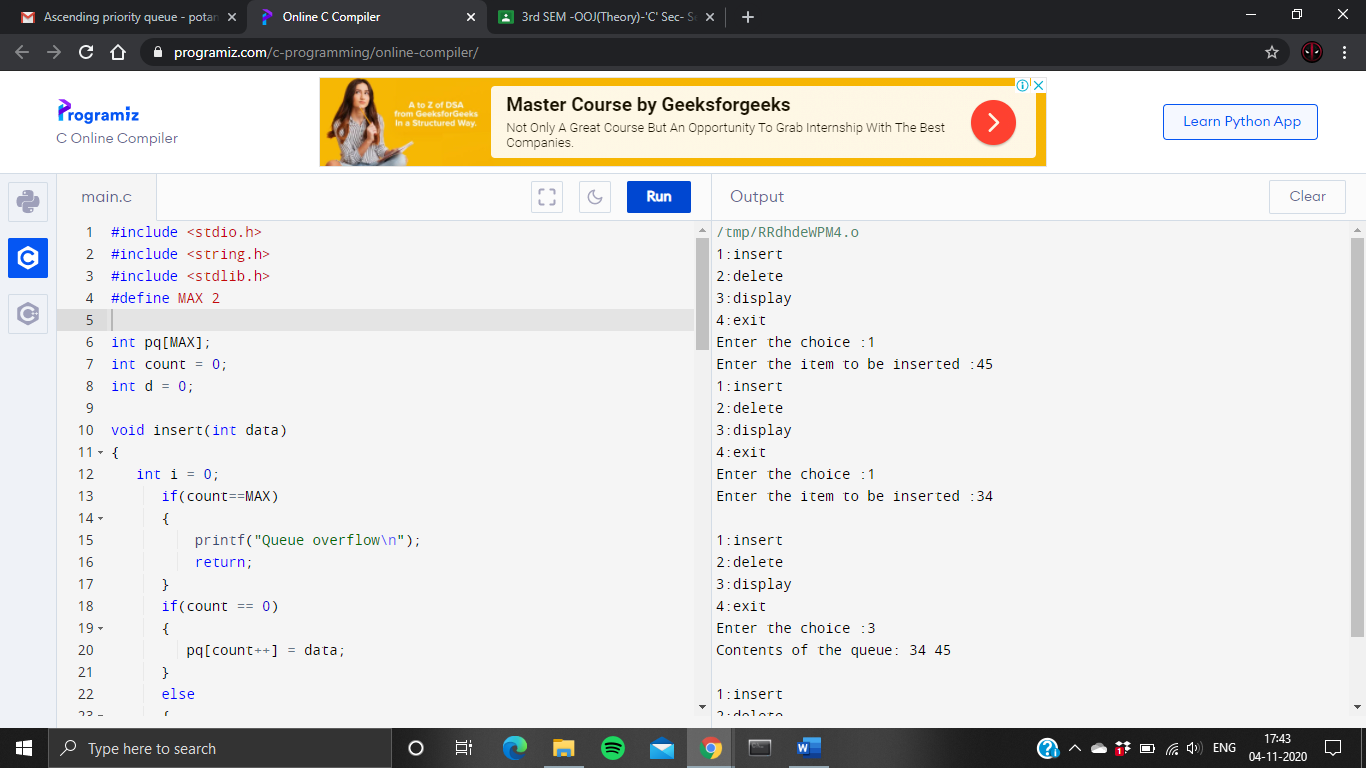 Ascending priority queue - potan
Online C Compiler
3rd SEM -OOJ(Theory)-'C' Sec- S
programiz.com/c-programming/online-compiler/
Programiz
C Online Compiler
A to Z of DSA
from GeeksforGeeks
In a Structured Way.
Master Course by Geeksforgeeks
Not Only A Great Course But An Opportunity To Grab Internship With The Best
Companies.
Learn Python App
main.c
Run
Output
Clear
1 #include <stdio.h>
2 #include <string.h>
3 #include <stdlib.h>
4 #define MAX 2
5
6 int pq[MAX];
7 int count = 0;
8 int d = 0;
9
10 void insert(int data)
11 {
12 int i = 0;
13 if(count==MAX)
14 {
15 printf("Queue overflow\n");
16 return;
17 }
18 if(count == 0)
19 {
20 pq[count++] = data;
21 }
22 else
23 {
/tmp/RRdhdeWPM4.o
1:insert
2:delete
3:display
4:exit
Enter the choice :1
Enter the item to be inserted :45
1:insert
2:delete
3:display
4:exit
Enter the choice :1
Enter the item to be inserted :34
1:insert
2:delete
3:display
4:exit
Enter the choice :3
Contents of the queue: 34 45
1:insert
2:delete
Type here to search
ENG
17:43
04-11-2020